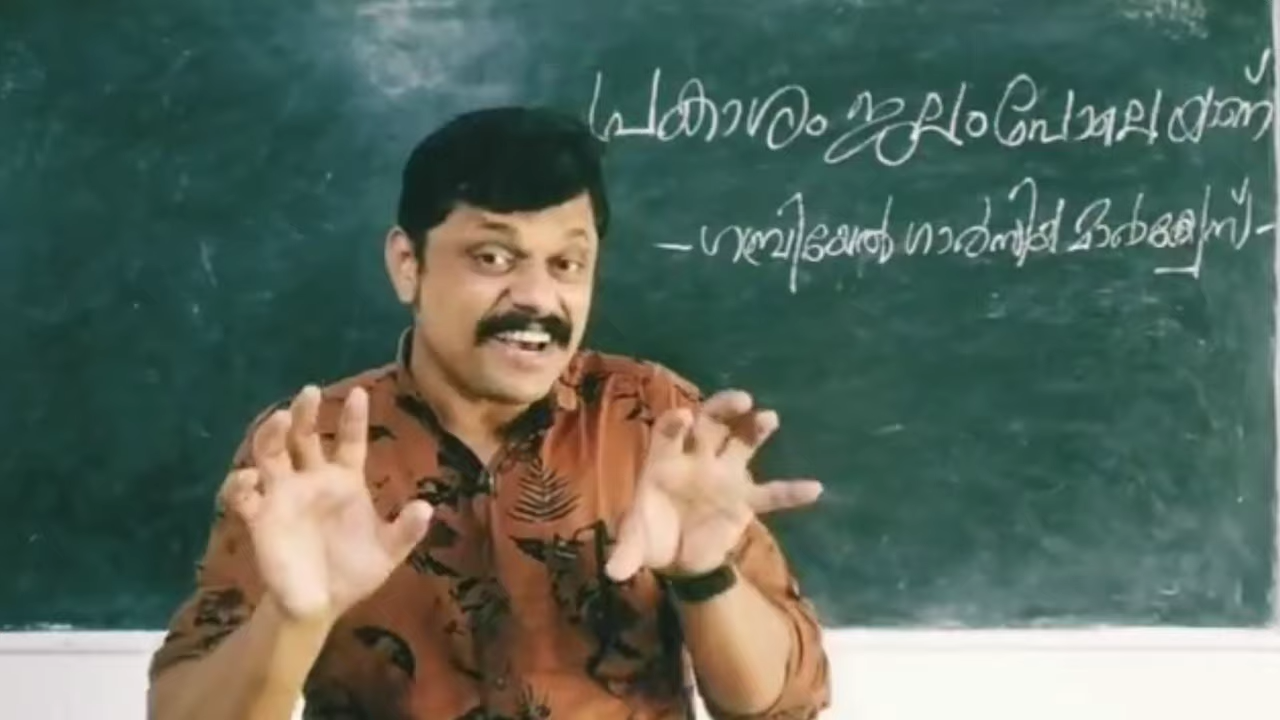 പ്രകാശം ജലംപോലെയാണ്
- ഗബ്രിയേൽ ഗാർസിയ മാർക്കേസ് -